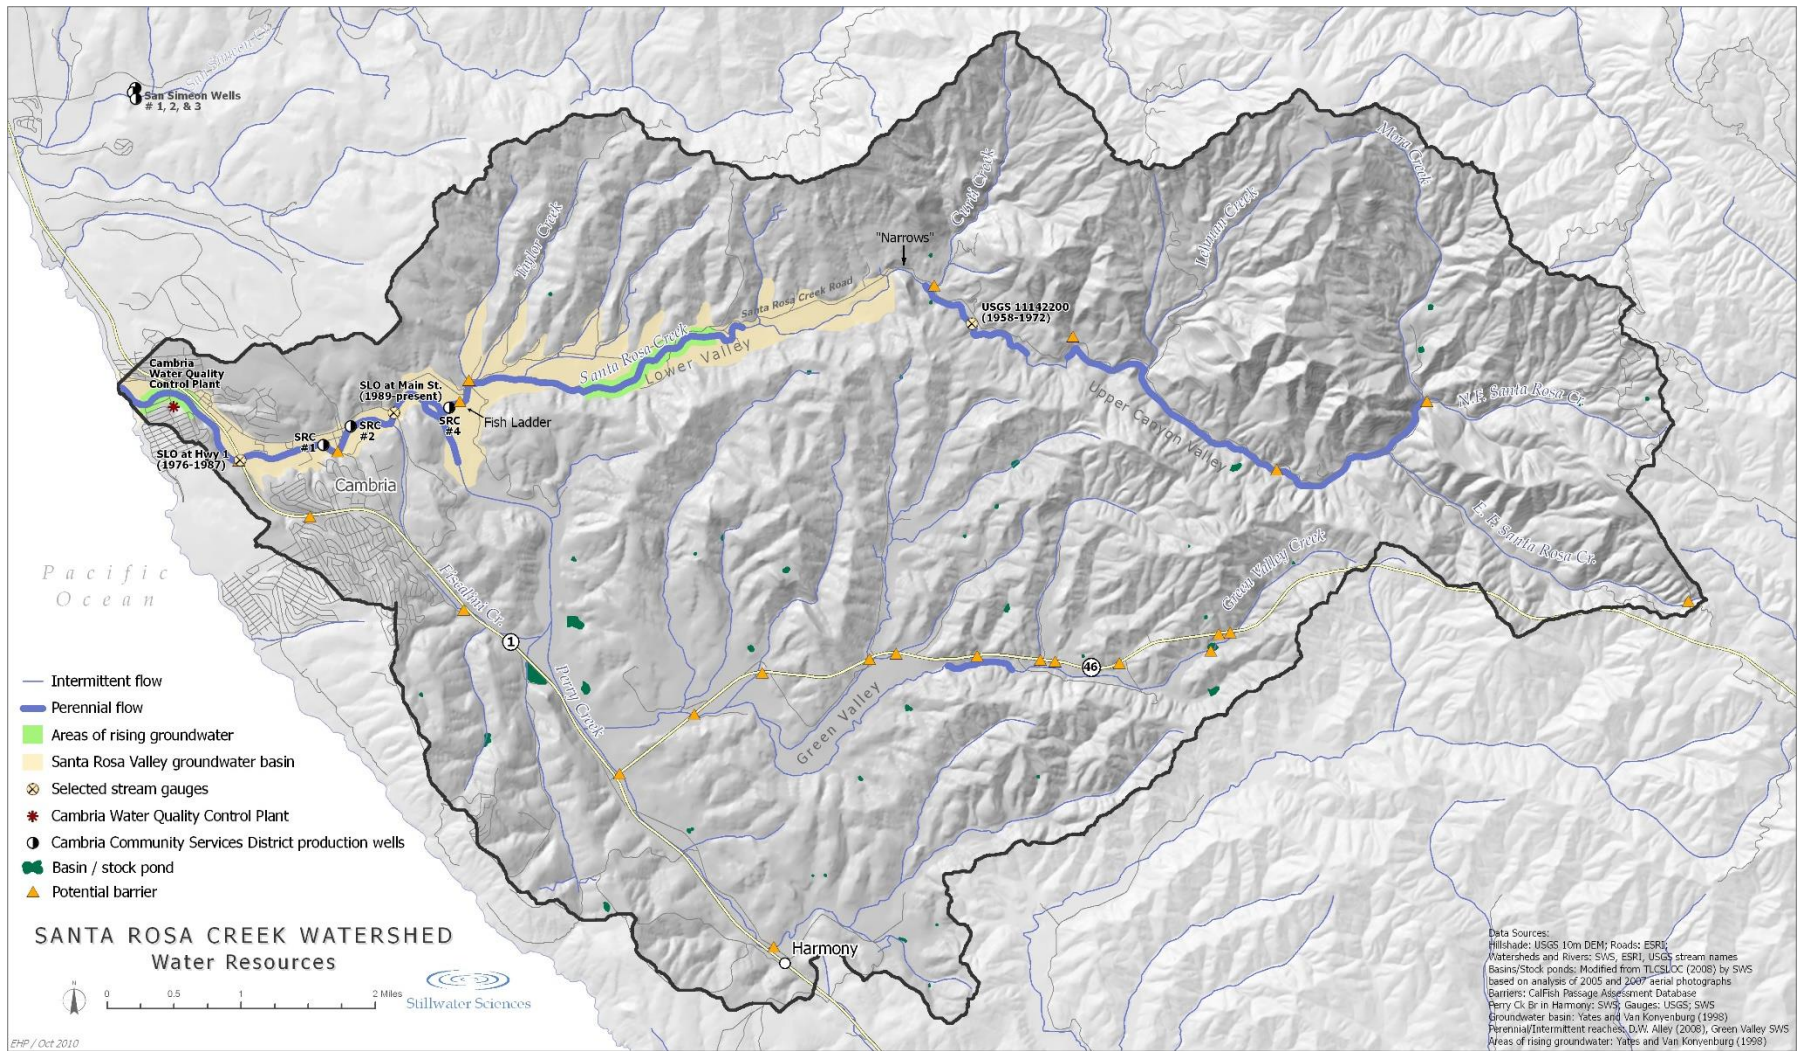 San Simeon Cr.
San Simeon Wells
# 1, 2, & 3
Mora Creek
Curti Creek
Lehman Creek
Taylor Creek
"Narrows"
Santa Rosa Creek Road
USGS 11142200
(1958-1972)
Santa Rosa Creek
Lower Valley
Cambria
Water Quality
Control Plant
SLO at Main St.
(1989-present)
Upper Canyon Valley
N.F. Santa Rosa Cr.
Fish Ladder
SRC
#4
SRC
#2
SRC
#1
SLO at Hwy 1
(1976-1987)
Cambria
E. F. Santa Rosa Cr.
Pacific
Ocean
Fiscalini Cr.
Green Valley Creek
1
46
Perry Creek
Green Valley
Intermittent flow
Perennial flow
Areas of rising groundwater
Santa Rosa Valley groundwater basin
Selected stream gauges
Cambria Water Quality Control Plant
Cambria Community Services District production wells
Basin / stock pond
Potential barrier
SANTA ROSA CREEK WATERSHED
Water Resources
Harmony
N
0 0.5 1 2 Miles
Stillwater Sciences
EHP / Oct 2010
Data Sources:
Hillshade: USGS 10m DEM; Roads: ESRI;
Watersheds and Rivers: SWS, ESRI, USGS stream names
Basins/Stock ponds: Modified from TLCSLOC (2008) by SWS
based on analysis of 2005 and 2007 aerial photographs
Barriers: CalFish Passage Assessment Database
Perry Ck Br in Harmony: SWS; Gauges: USGS; SWS
Groundwater basin: Yates and Van Konyenburg (1998)
Perennial/Intermittent reaches: D.W. Alley (2008), Green Valley SWS
Areas of rising groundwater: Yates and Van Konyenburg (1998)